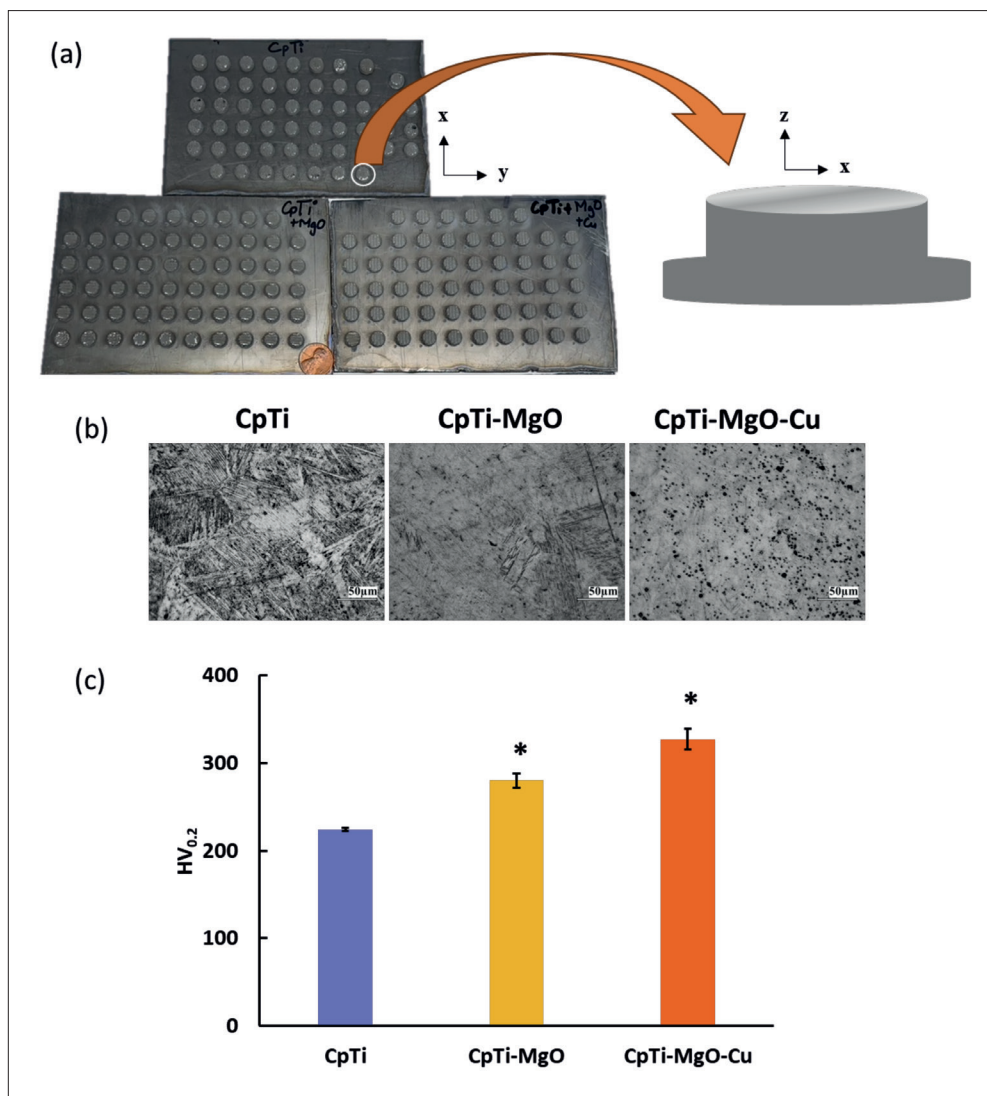 (a)
CpTi
x
y
z
x
CpTi
+MgO
CpTi+MgO
+Cu
(b)
CpTi
CpTi-MgO
CpTi-MgO-Cu
50µm
50µm
50µm
(c)
400
300
200
100
0
HV0.2
*
*
CpTi
CpTi-MgO
CpTi-MgO-Cu